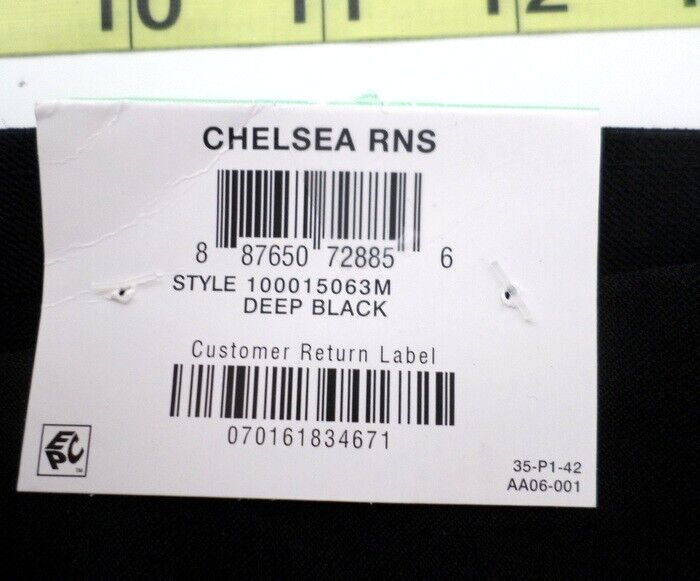 10 11 12
CHELSEA RNS
8 87650 72885 6
STYLE 100015063M
DEEP BLACK
Customer Return Label
070161834671
EPC TM
35-P1-42
AA06-001